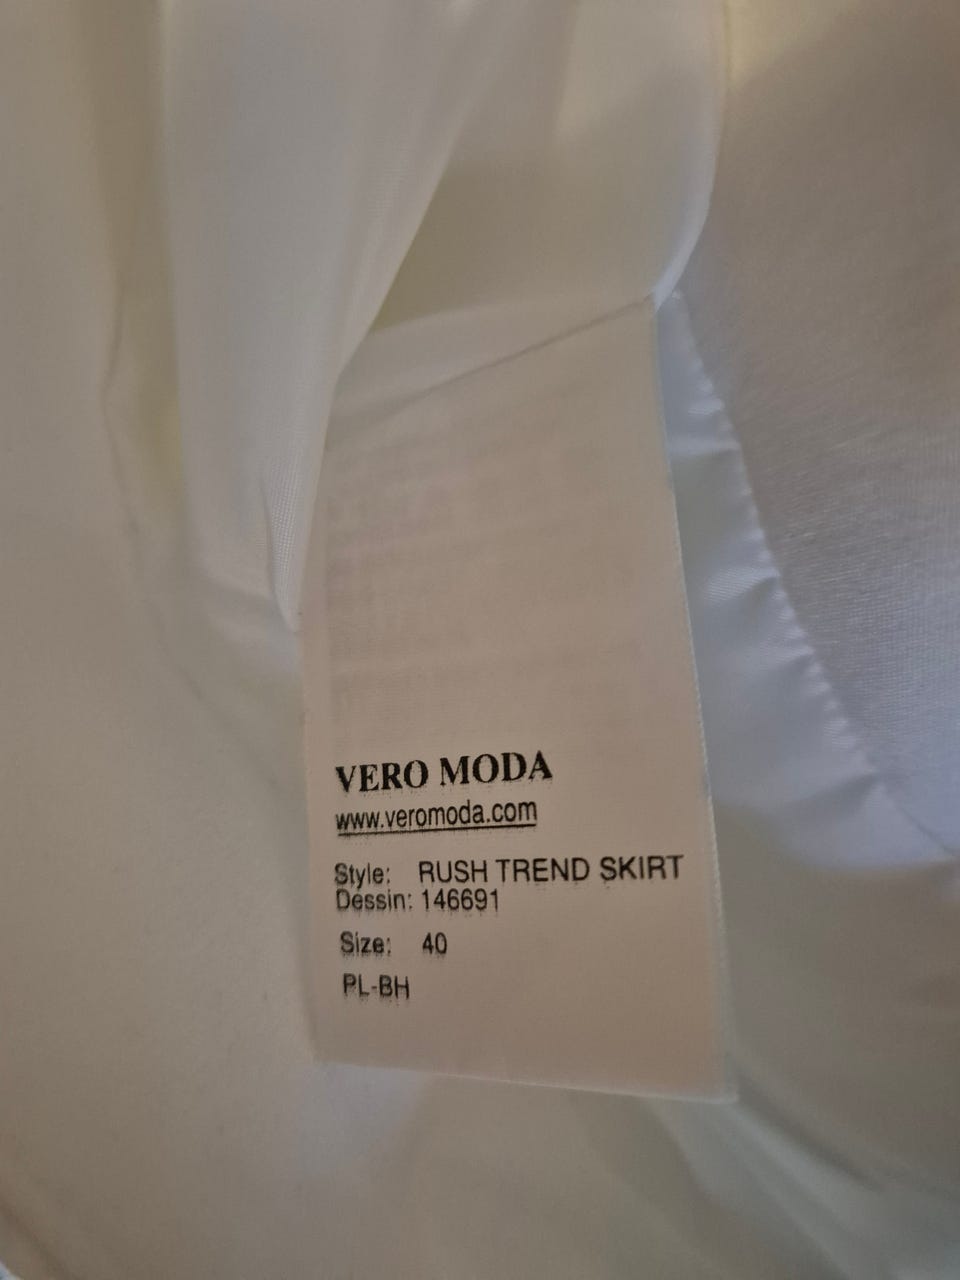 VERO MODA
www.veromoda.com
Style: RUSH TREND SKIRT
Dessin: 146691
Size: 40
PL-BH